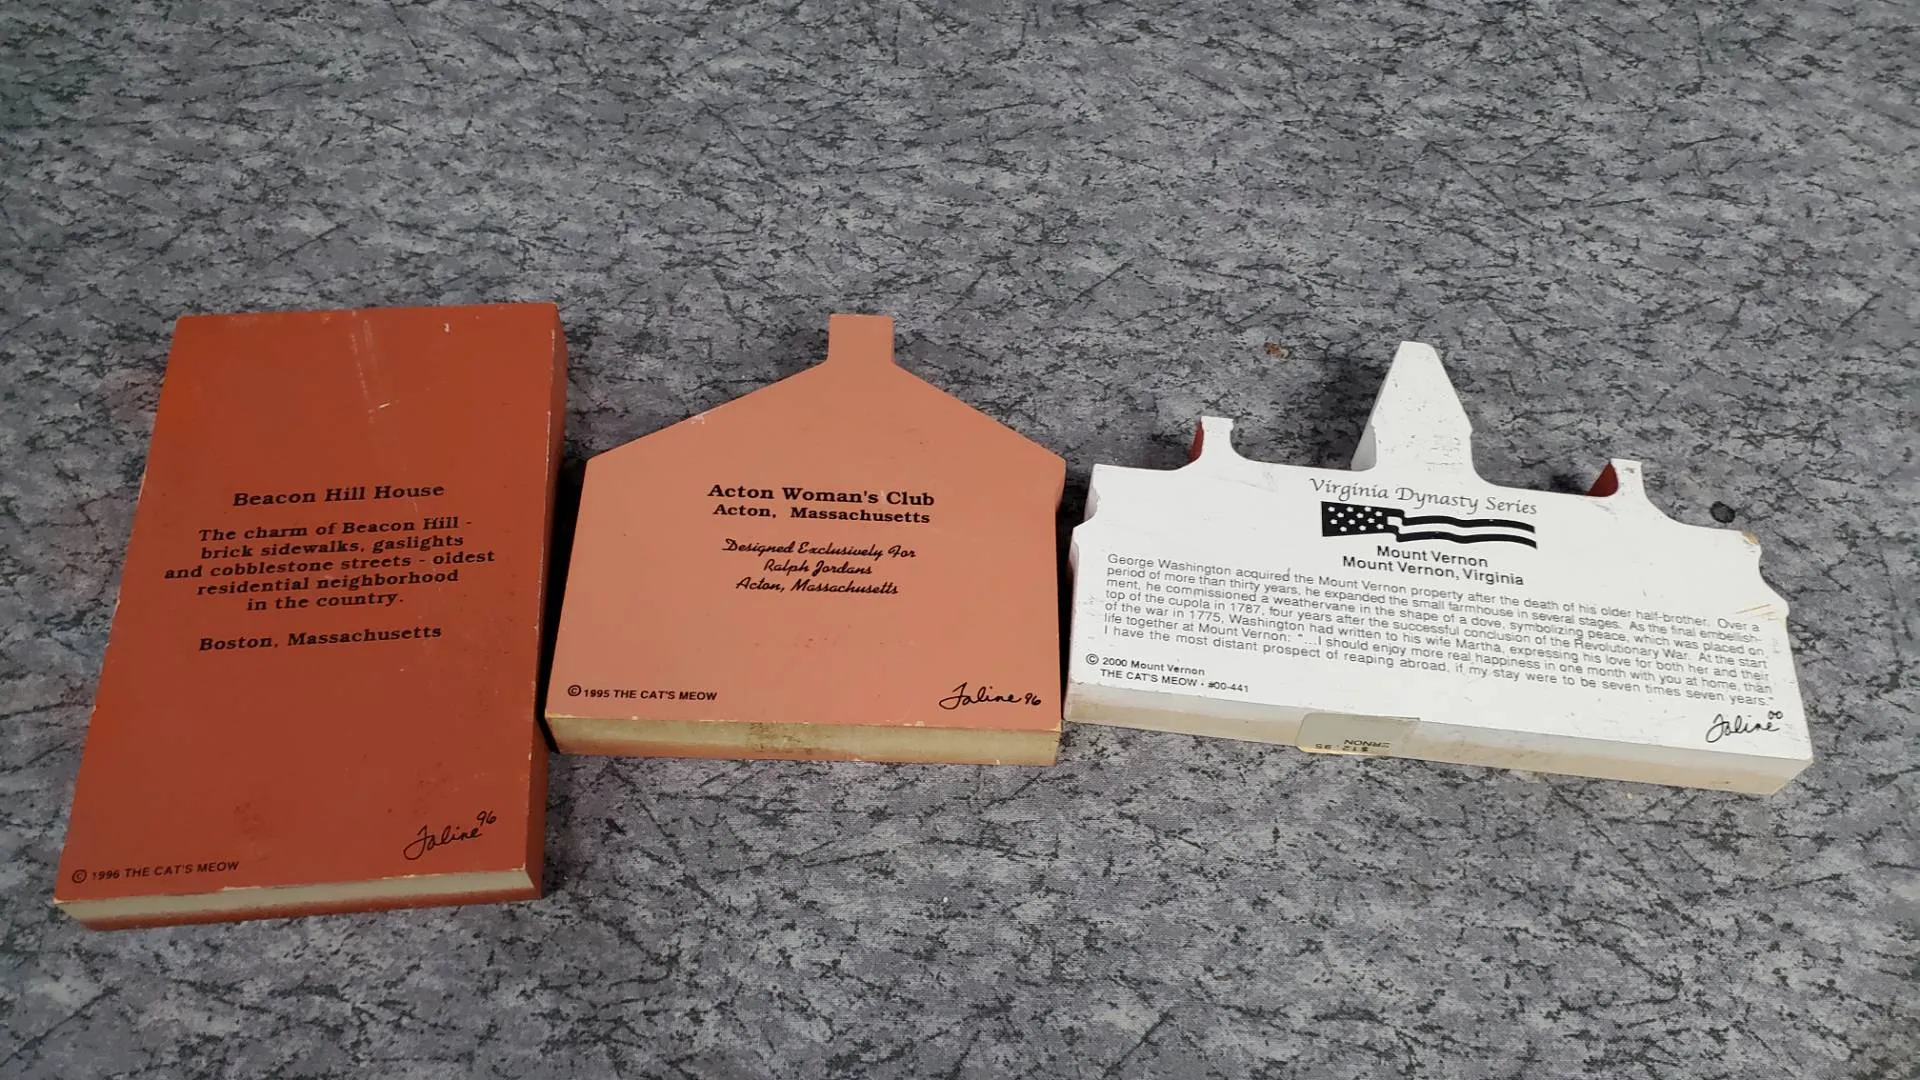 Beacon Hill House
The charm of Beacon Hill -
brick sidewalks, gaslights
and cobblestone streets - oldest
residential neighborhood
in the country.
Boston, Massachusetts
Faline 96
© 1996 THE CAT'S MEOW
Acton Woman's Club
Acton, Massachusetts
Designed Exclusively For
Ralph Jordans
Acton, Massachusetts
© 1995 THE CAT'S MEOW
Faline 96
Virginia Dynasty Series
Mount Vernon
Mount Vernon, Virginia
George Washington acquired the Mount Vernon property after the death of his older half-brother. Over a
period of more than thirty years, he expanded the small farmhouse in several stages. As the final embellish-
ment, he commissioned a weathervane in the shape of a dove, symbolizing peace, which was placed on
top of the cupola in 1787, four years after the successful conclusion of the Revolutionary War. At the start
of the war in 1775, Washington had written to his wife Martha, expressing his love for both her and their
life together at Mount Vernon: "...I should enjoy more real happiness in one month with you at home, than
I have the most distant prospect of reaping abroad, if my stay were to be seven times seven years."
© 2000 Mount Vernon
THE CAT'S MEOW • #00-441
Faline 00
ERNON
$12.95